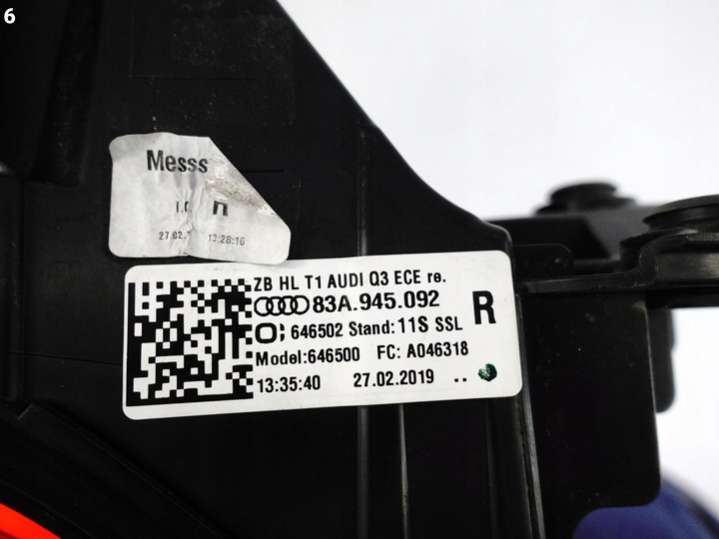 6
Messs
I.O n
27.02. 13:28:16
ZB HL T1 AUDI Q3 ECE re.
83A.945.092
R
646502 Stand: 11S SSL
Model:646500 FC: A046318
13:35:40 27.02.2019 ..